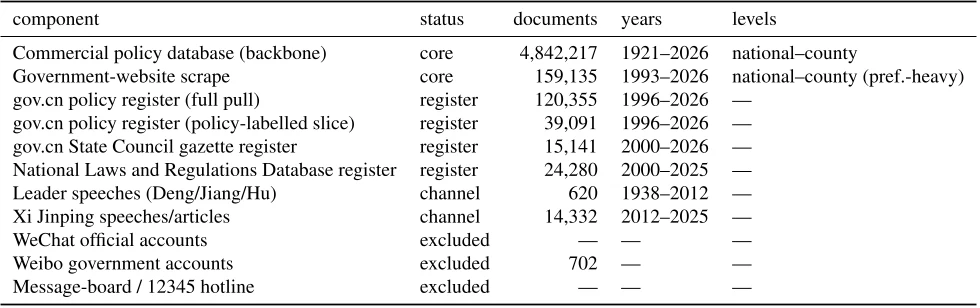 component status documents years levels
Commercial policy database (backbone) core 4,842,217 1921–2026 national–county
Government-website scrape core 159,135 1993–2026 national–county (pref.-heavy)
gov.cn policy register (full pull) register 120,355 1996–2026 —
gov.cn policy register (policy-labelled slice) register 39,091 1996–2026 —
gov.cn State Council gazette register register 15,141 2000–2026 —
National Laws and Regulations Database register register 24,280 2000–2025 —
Leader speeches (Deng/Jiang/Hu) channel 620 1938–2012 —
Xi Jinping speeches/articles channel 14,332 2012–2025 —
WeChat official accounts excluded — — —
Weibo government accounts excluded 702 — —
Message-board / 12345 hotline excluded — — —